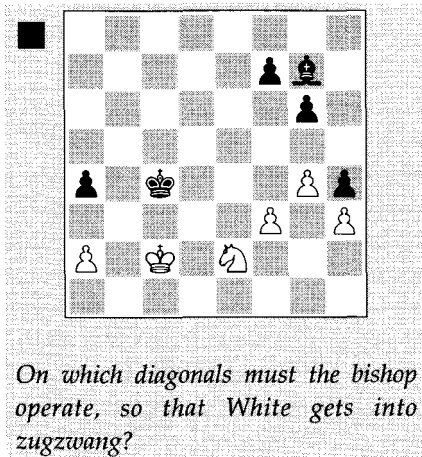 On which diagonals must the bishop
operate, so that White gets into
zugzwang?